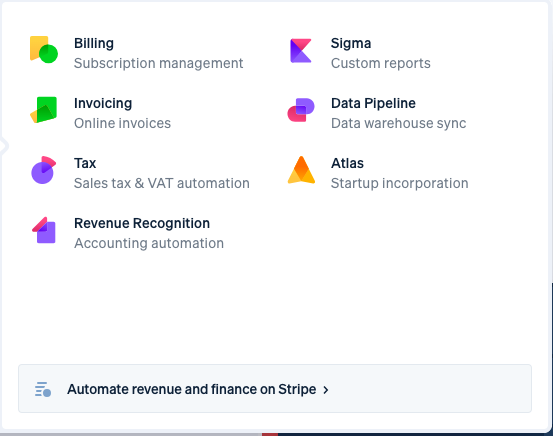 Billing
Subscription management
Invoicing
Online invoices
Tax
Sales tax & VAT automation
Revenue Recognition
Accounting automation
Sigma
Custom reports
Data Pipeline
Data warehouse sync
Atlas
Startup incorporation
Automate revenue and finance on Stripe ›